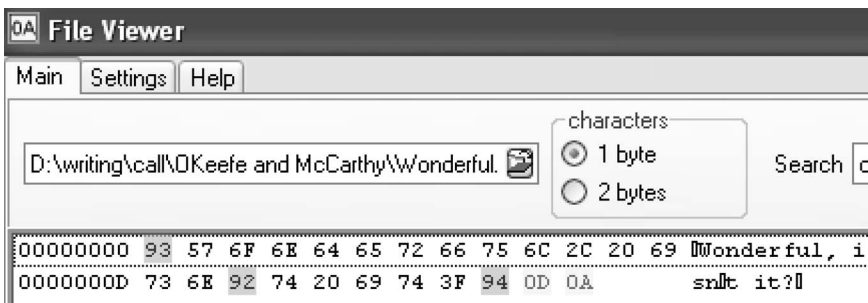 0A File Viewer
Main Settings Help
characters
D:\writing\call\OKeefe and McCarthy\Wonderful. 1 byte Search
2 bytes
00000000 93 57 6F 6E 64 65 72 66 75 6C 2C 20 69 ▯Wonderful, i
0000000D 73 6E 92 74 20 69 74 3F 94 0D 0A sn▯t it?▯